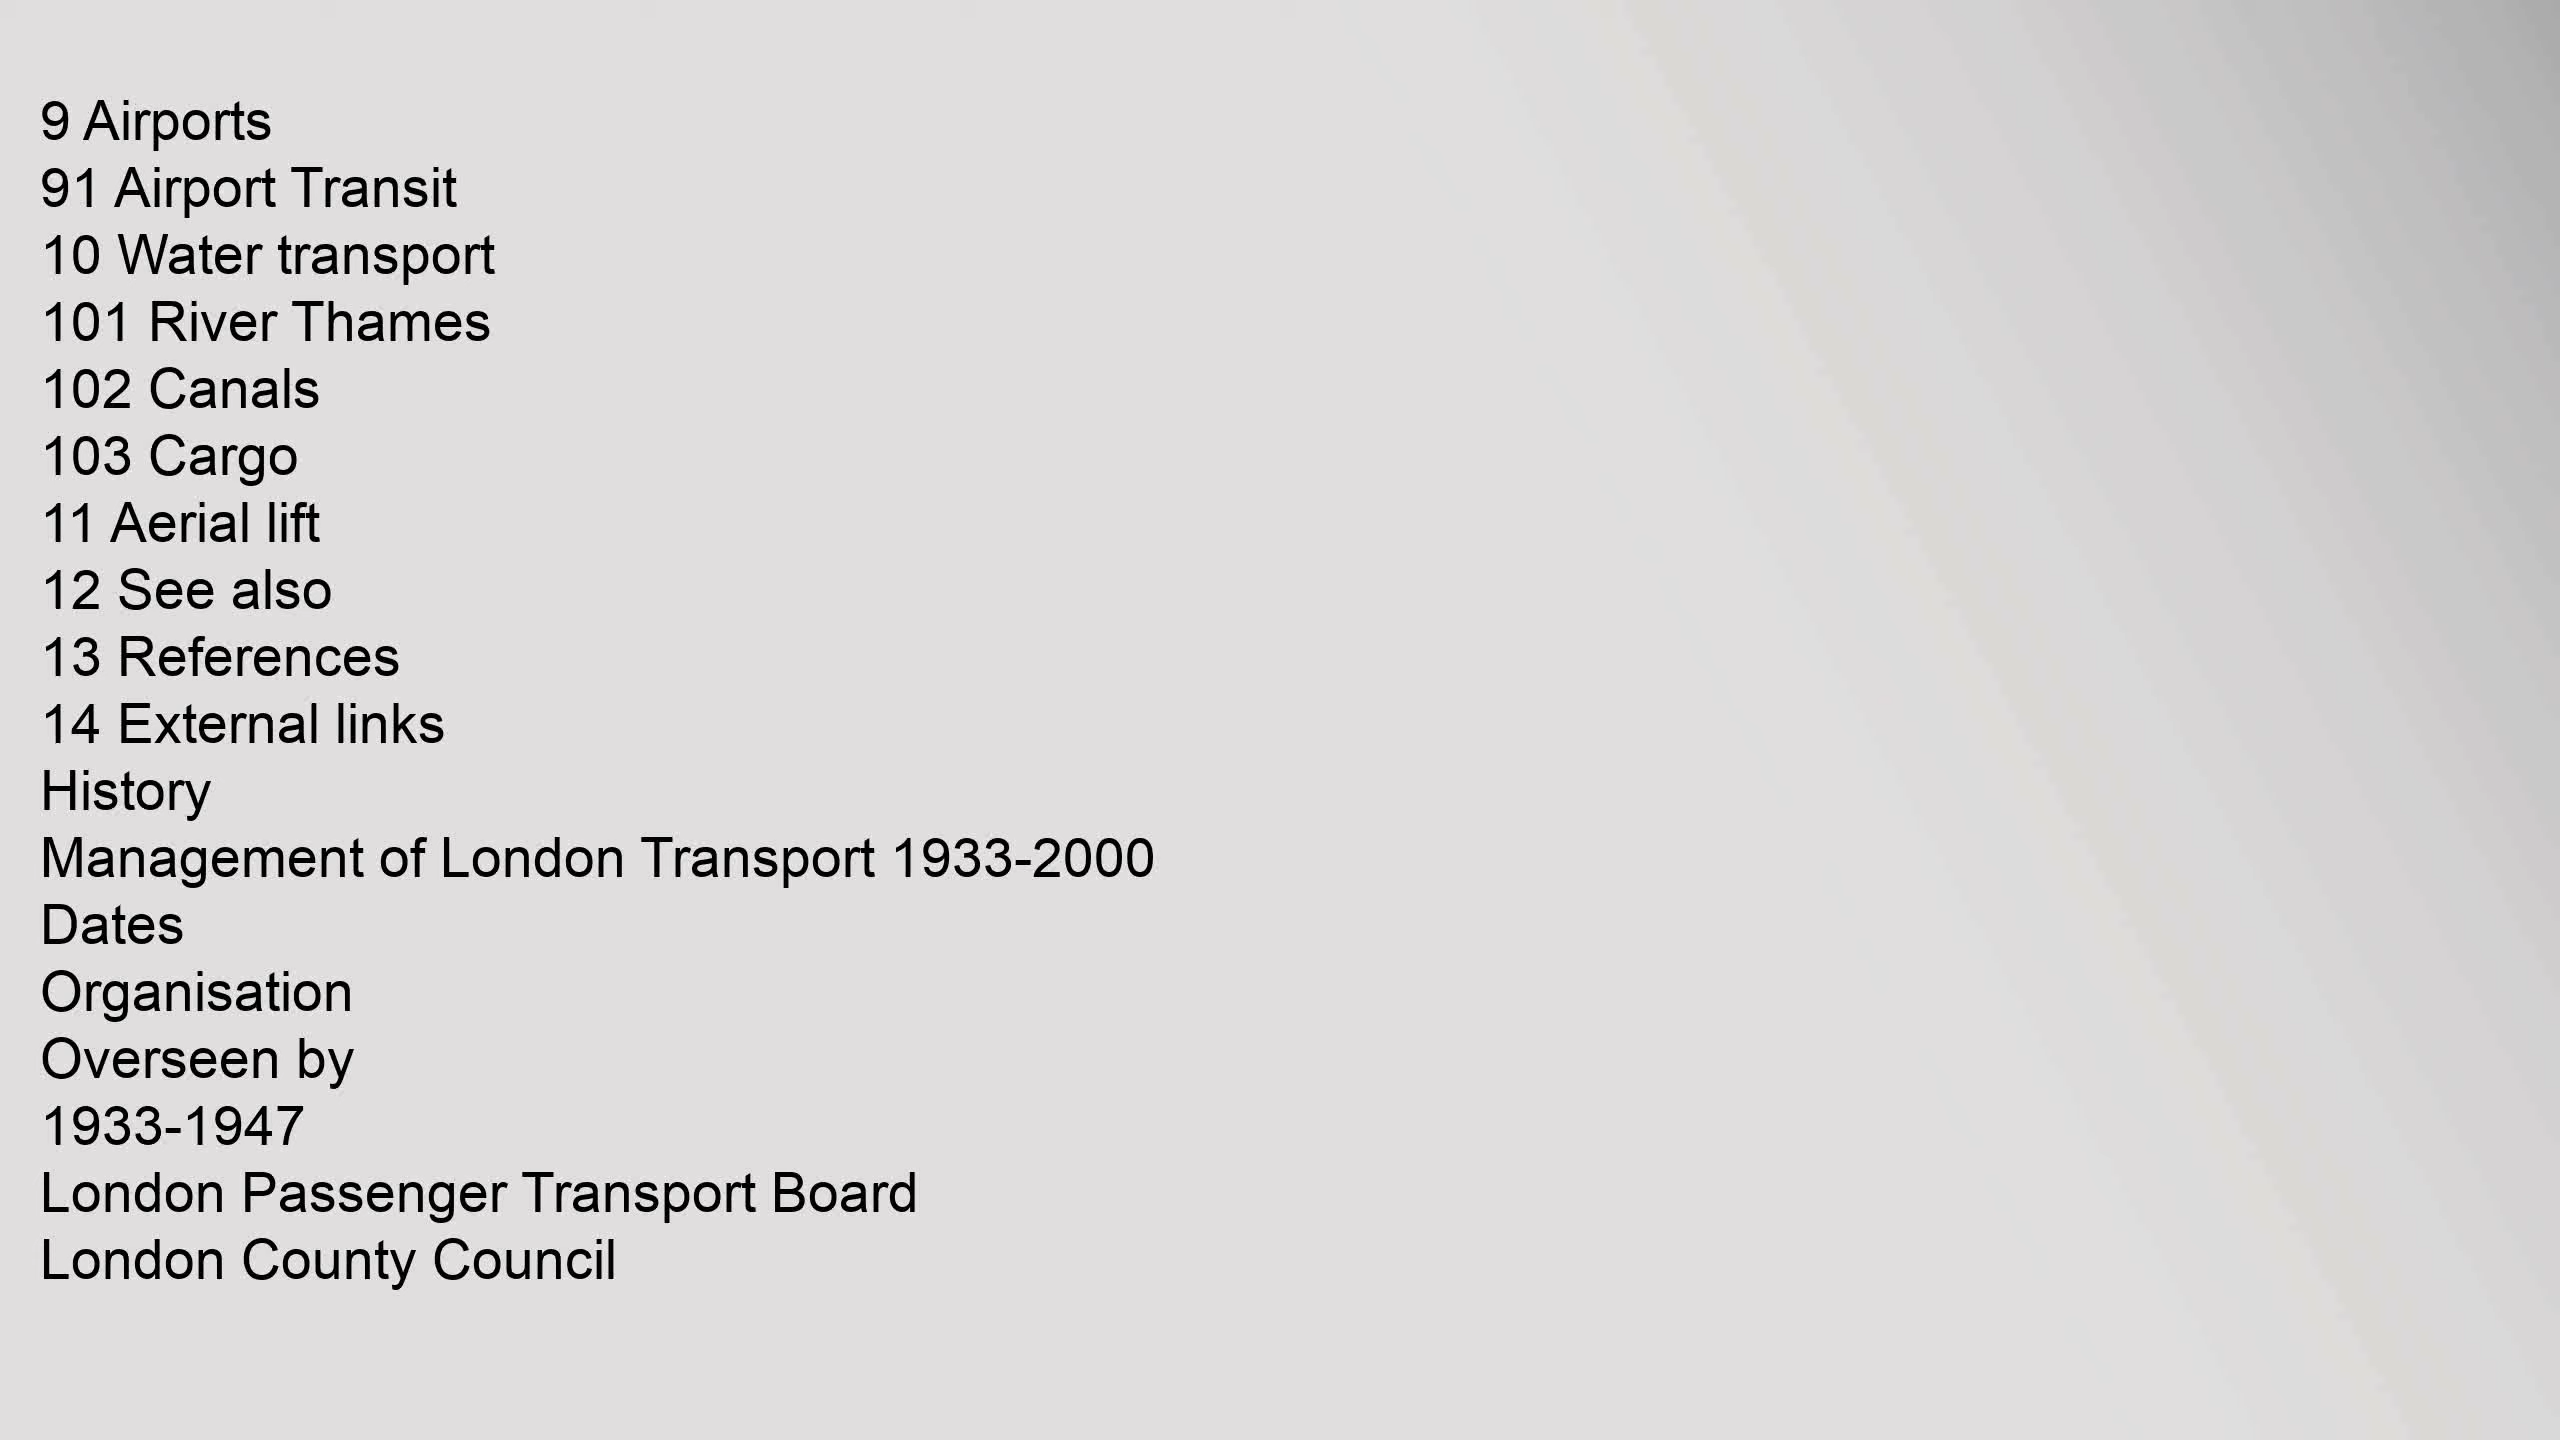 9 Airports
91 Airport Transit
10 Water transport
101 River Thames
102 Canals
103 Cargo
11 Aerial lift
12 See also
13 References
14 External links
History
Management of London Transport 1933-2000
Dates
Organisation
Overseen by
1933-1947
London Passenger Transport Board
London County Council